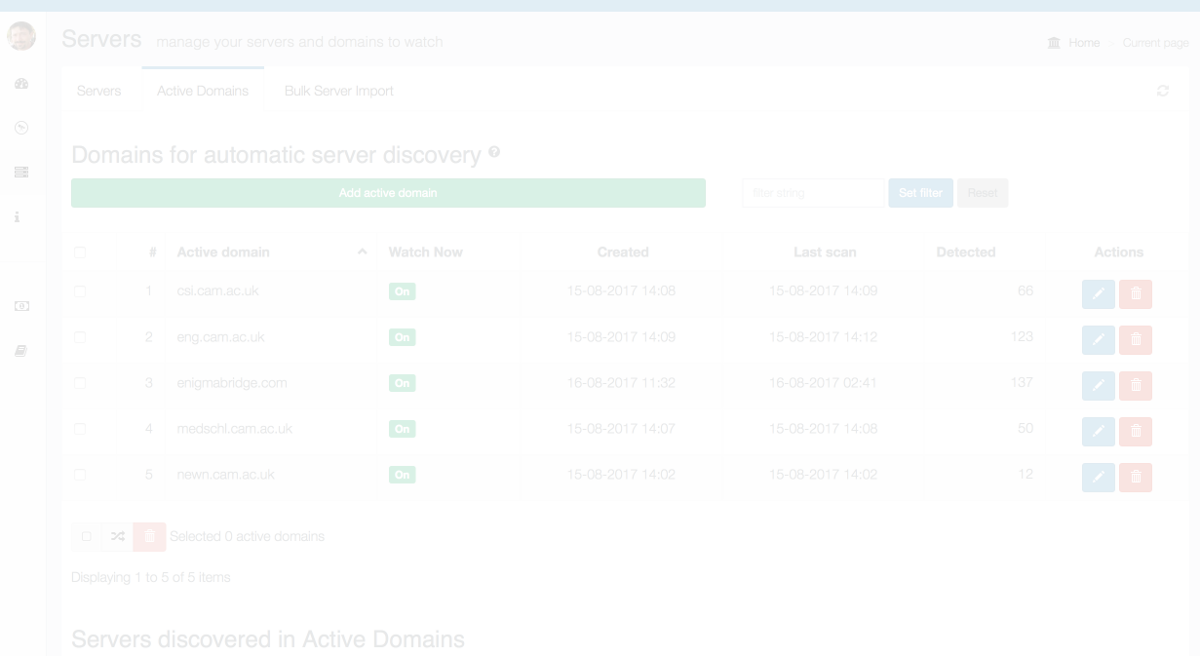 Servers manage your servers and domains to watch
Home Current page
Servers Active Domains Bulk Server Import
Domains for automatic server discovery
Add active domain filter string Set filter Reset
# Active domain Watch Now Created Last scan Detected Actions
1 csi.cam.ac.uk On 15-08-2017 14:08 15-08-2017 14:09 66
2 eng.cam.ac.uk On 15-08-2017 14:09 15-08-2017 14:12 123
3 enigmabridge.com On 16-08-2017 11:32 16-08-2017 02:41 137
4 medschl.cam.ac.uk On 15-08-2017 14:07 15-08-2017 14:08 50
5 newn.cam.ac.uk On 15-08-2017 14:02 15-08-2017 14:02 12
Selected 0 active domains
Displaying 1 to 5 of 5 items
Servers discovered in Active Domains